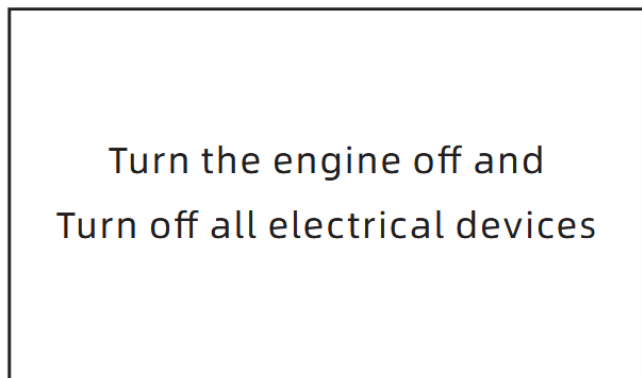 Turn the engine off and
Turn off all electrical devices